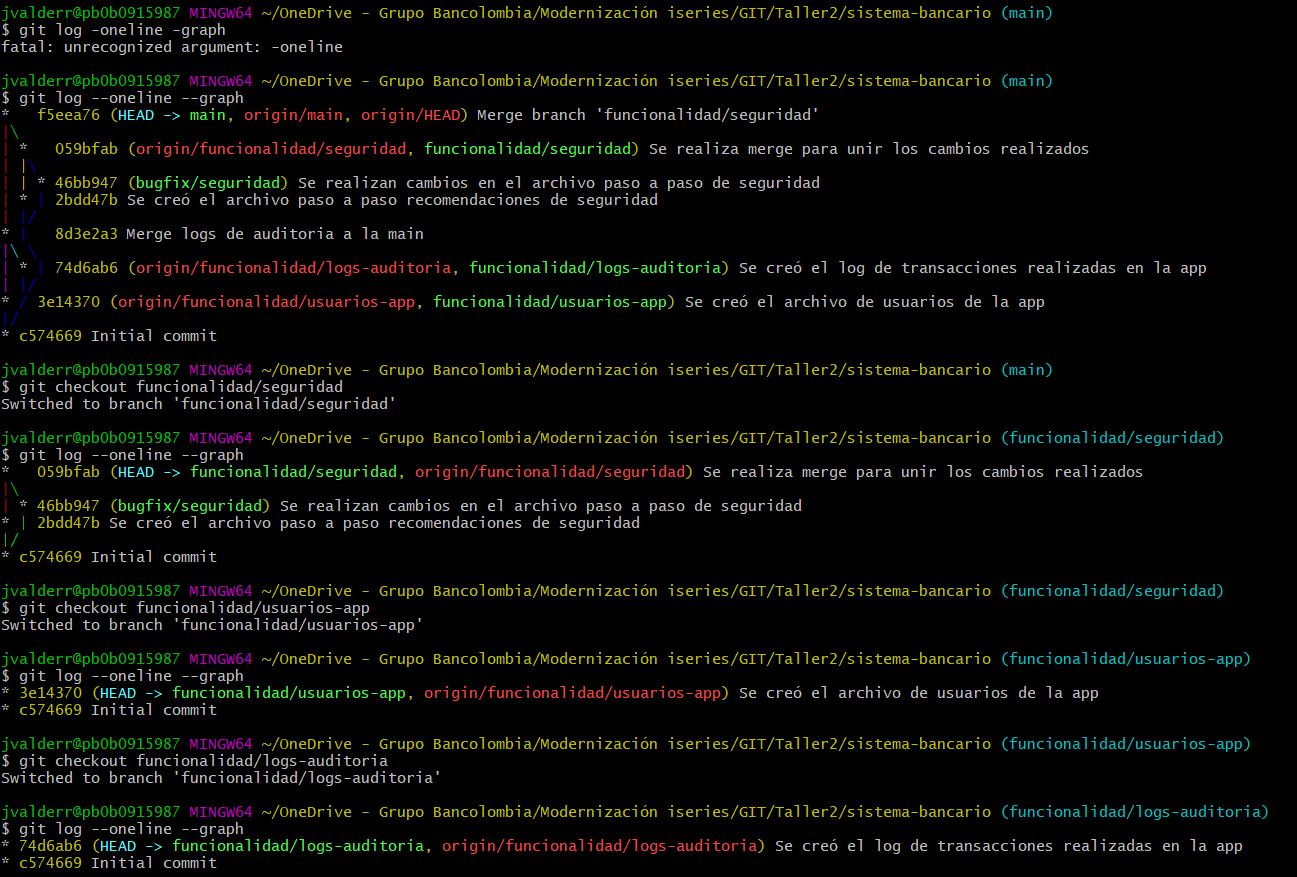 jvalderr@pb0b0915987 MINGW64 ~/OneDrive - Grupo Bancolombia/Modernización iseries/GIT/Taller2/sistema-bancario (main)
$ git log -oneline -graph
fatal: unrecognized argument: -oneline
jvalderr@pb0b0915987 MINGW64 ~/OneDrive - Grupo Bancolombia/Modernización iseries/GIT/Taller2/sistema-bancario (main)
$ git log --oneline --graph
*   f5eea76 (HEAD -> main, origin/main, origin/HEAD) Merge branch 'funcionalidad/seguridad'
|\
| *   059bfab (origin/funcionalidad/seguridad, funcionalidad/seguridad) Se realiza merge para unir los cambios realizados
| |\
| | * 46bb947 (bugfix/seguridad) Se realizan cambios en el archivo paso a paso de seguridad
| * | 2bdd47b Se creó el archivo paso a paso recomendaciones de seguridad
| |/
* |   8d3e2a3 Merge logs de auditoria a la main
|\ \
| * | 74d6ab6 (origin/funcionalidad/logs-auditoria, funcionalidad/logs-auditoria) Se creó el log de transacciones realizadas en la app
| |/
* / 3e14370 (origin/funcionalidad/usuarios-app, funcionalidad/usuarios-app) Se creó el archivo de usuarios de la app
|/
* c574669 Initial commit
jvalderr@pb0b0915987 MINGW64 ~/OneDrive - Grupo Bancolombia/Modernización iseries/GIT/Taller2/sistema-bancario (main)
$ git checkout funcionalidad/seguridad
Switched to branch 'funcionalidad/seguridad'
jvalderr@pb0b0915987 MINGW64 ~/OneDrive - Grupo Bancolombia/Modernización iseries/GIT/Taller2/sistema-bancario (funcionalidad/seguridad)
$ git log --oneline --graph
*   059bfab (HEAD -> funcionalidad/seguridad, origin/funcionalidad/seguridad) Se realiza merge para unir los cambios realizados
|\
| * 46bb947 (bugfix/seguridad) Se realizan cambios en el archivo paso a paso de seguridad
* | 2bdd47b Se creó el archivo paso a paso recomendaciones de seguridad
|/
* c574669 Initial commit
jvalderr@pb0b0915987 MINGW64 ~/OneDrive - Grupo Bancolombia/Modernización iseries/GIT/Taller2/sistema-bancario (funcionalidad/seguridad)
$ git checkout funcionalidad/usuarios-app
Switched to branch 'funcionalidad/usuarios-app'
jvalderr@pb0b0915987 MINGW64 ~/OneDrive - Grupo Bancolombia/Modernización iseries/GIT/Taller2/sistema-bancario (funcionalidad/usuarios-app)
$ git log --oneline --graph
* 3e14370 (HEAD -> funcionalidad/usuarios-app, origin/funcionalidad/usuarios-app) Se creó el archivo de usuarios de la app
* c574669 Initial commit
jvalderr@pb0b0915987 MINGW64 ~/OneDrive - Grupo Bancolombia/Modernización iseries/GIT/Taller2/sistema-bancario (funcionalidad/usuarios-app)
$ git checkout funcionalidad/logs-auditoria
Switched to branch 'funcionalidad/logs-auditoria'
jvalderr@pb0b0915987 MINGW64 ~/OneDrive - Grupo Bancolombia/Modernización iseries/GIT/Taller2/sistema-bancario (funcionalidad/logs-auditoria)
$ git log --oneline --graph
* 74d6ab6 (HEAD -> funcionalidad/logs-auditoria, origin/funcionalidad/logs-auditoria) Se creó el log de transacciones realizadas en la app
* c574669 Initial commit